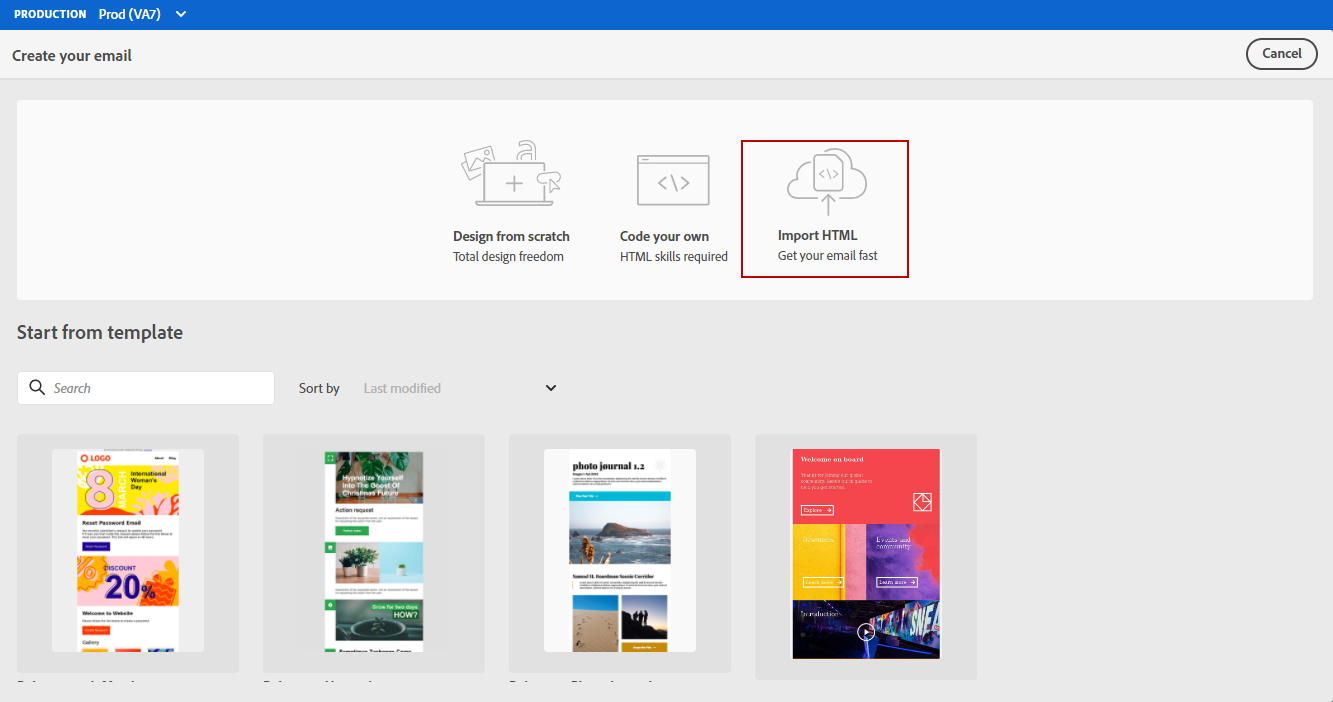 PRODUCTION Prod (VA7)
Create your email
Cancel
Design from scratch
Total design freedom
Code your own
HTML skills required
Import HTML
Get your email fast
Start from template
Search
Sort by Last modified
LOGO
About Blog
8 MARCH
International
Woman's
Day
Reset Password Email
DISCOUNT
20%
Welcome to Website
Gallery
Hypnotize Yourself
Into The Ghost Of
Christmas Future
Action request
Grow for two days
HOW?
photo journal 1.2
Samuel H. Boardman Scenic Corridor
Welcome on board
Explore
Events and
community
Learn more
Learn more
Introduction